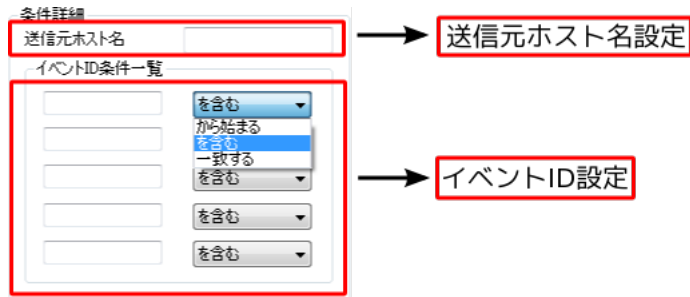 条件詳細
送信元ホスト名
送信元ホスト名設定
イベントID条件一覧
を含む
から始まる
を含む
一致する
を含む
イベントID設定
を含む
を含む